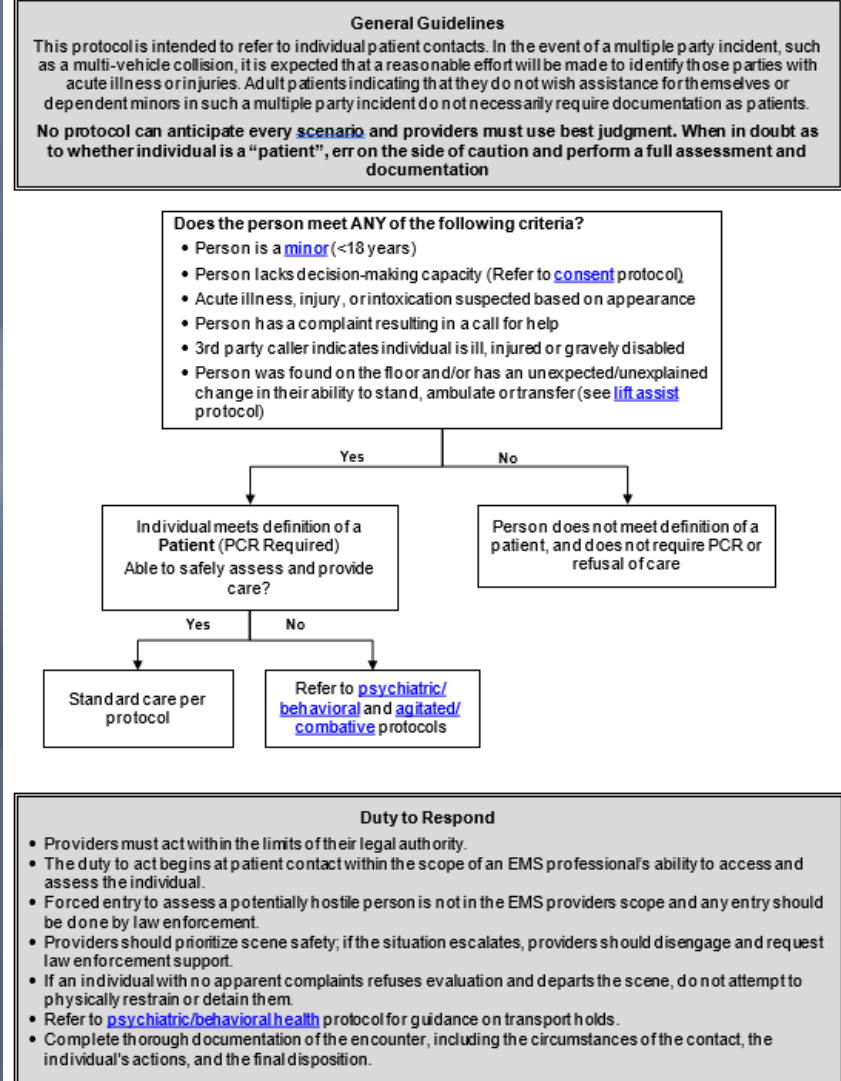 General Guidelines
This protocol is intended to refer to individual patient contacts. In the event of a multiple party incident, such
as a multi-vehicle collision, it is expected that a reasonable effort will be made to identify those parties with
acute illness or injuries. Adult patients indicating that they do not wish assistance for themselves or
dependent minors in such a multiple party incident do not necessarily require documentation as patients.
No protocol can anticipate every scenario and providers must use best judgment. When in doubt as
to whether individual is a “patient”, err on the side of caution and perform a full assessment and
documentation
Does the person meet ANY of the following criteria?
• Person is a minor (<18 years)
• Person lacks decision-making capacity (Refer to consent protocol)
• Acute illness, injury, or intoxication suspected based on appearance
• Person has a complaint resulting in a call for help
• 3rd party caller indicates individual is ill, injured or gravely disabled
• Person was found on the floor and/or has an unexpected/unexplained
change in their ability to stand, ambulate or transfer (see lift assist
protocol)
Yes
No
Individual meets definition of a
Patient (PCR Required)
Able to safely assess and provide
care?
Person does not meet definition of a
patient, and does not require PCR or
refusal of care
Yes
No
Standard care per
protocol
Refer to psychiatric/
behavioral and agitated/
combative protocols
Duty to Respond
• Providers must act within the limits of their legal authority.
• The duty to act begins at patient contact within the scope of an EMS professional's ability to access and
assess the individual.
• Forced entry to assess a potentially hostile person is not in the EMS providers scope and any entry should
be done by law enforcement.
• Providers should prioritize scene safety; if the situation escalates, providers should disengage and request
law enforcement support.
• If an individual with no apparent complaints refuses evaluation and departs the scene, do not attempt to
physically restrain or detain them.
• Refer to psychiatric/behavioral health protocol for guidance on transport holds.
• Complete thorough documentation of the encounter, including the circumstances of the contact, the
individual's actions, and the final disposition.